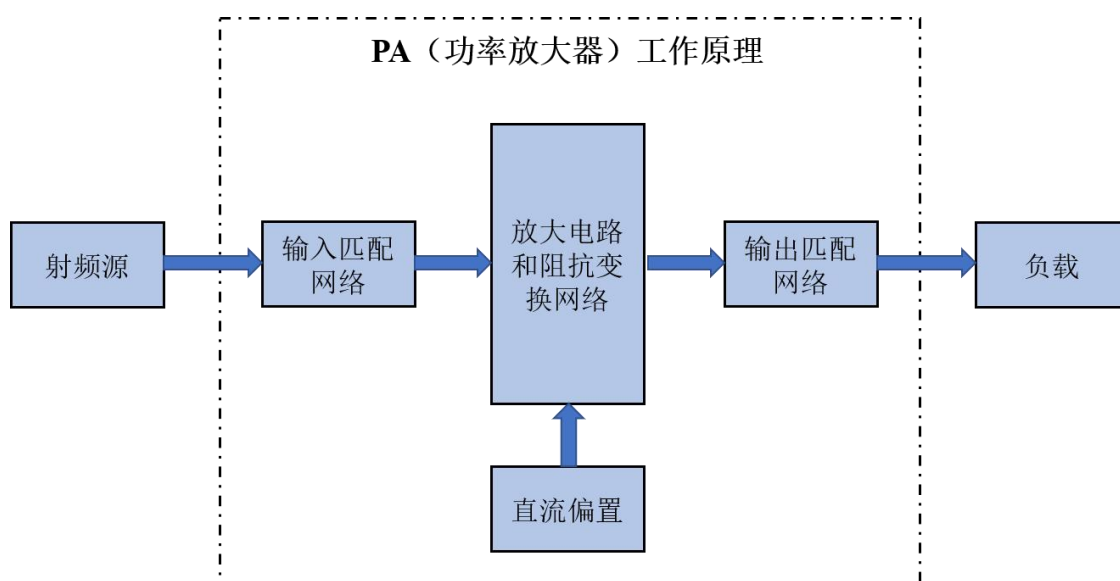 PA（功率放大器）工作原理
射频源
输入匹配
网络
放大电路
和阻抗变
换网络
输出匹配
网络
负载
直流偏置